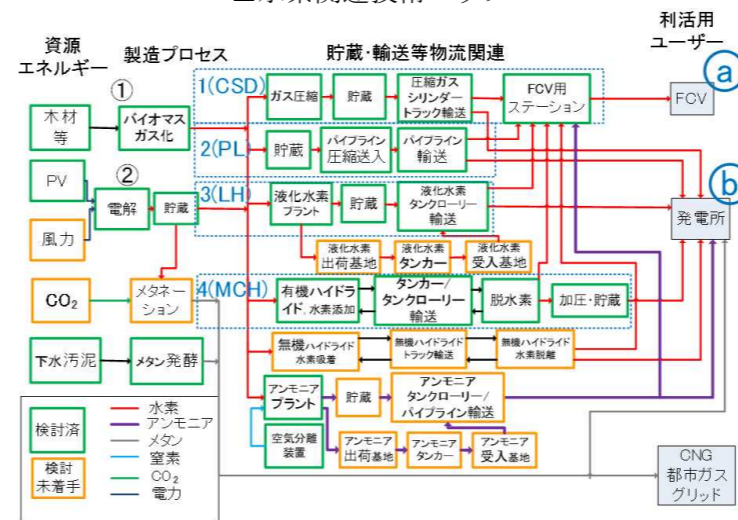 資源
エネルギー
製造プロセス
貯蔵・輸送等物流関連
利活用
ユーザー
①
1(CSD)
ガス圧縮
貯蔵
圧縮ガス
シリンダー
トラック輸送
FCV用
ステーション
ⓐ
FCV
木材
等
バイオマス
ガス化
2(PL)
貯蔵
パイプライン
圧縮送入
パイプライン
輸送
PV
②
電解
貯蔵
3(LH)
液化水素
プラント
貯蔵
液化水素
タンクローリー
輸送
ⓑ
発電所
風力
液化水素
出荷基地
液化水素
タンカー
液化水素
受入基地
CO₂
メタネー
ション
4(MCH)
有機ハイドラ
イド、水素添加
タンカー/
タンクローリー
輸送
脱水素
加圧・貯蔵
無機ハイドライド
水素吸着
無機ハイドライド
トラック輸送
無機ハイドライド
水素脱離
下水汚泥
メタン発酵
アンモニア
プラント
貯蔵
アンモニア
タンクローリー/
パイプライン輸送
空気分離
装置
アンモニア
出荷基地
アンモニア
タンカー
アンモニア
受入基地
CNG
都市ガス
グリッド
検討済
検討
未着手
水素
アンモニア
メタン
窒素
CO₂
電力